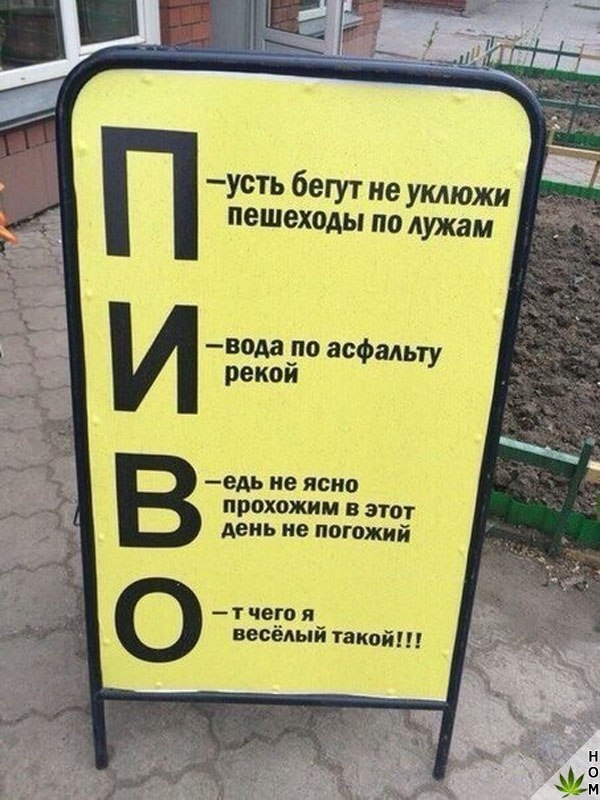 П–усть бегут не уклюжи
пешеходы по лужам
И–вода по асфальту
рекой
В–едь не ясно
прохожим в этот
день не погожий
О–т чего я
весёлый такой!!!
НОМ